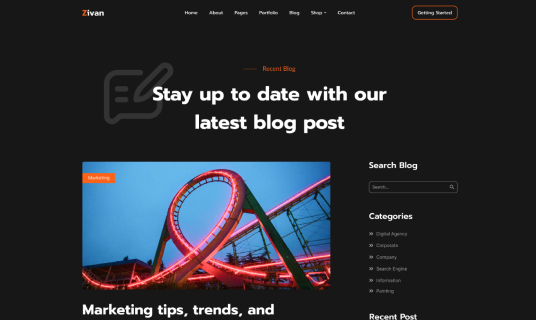 Zivan
Home About Pages Portfolio Blog Shop Contact
Getting Started
Recent Blog
Stay up to date with our
latest blog post
Marketing
Marketing tips, trends, and
Search Blog
Search...
Categories
Digital Agency
Corporate
Company
Search Engine
Information
Painting
Recent Post